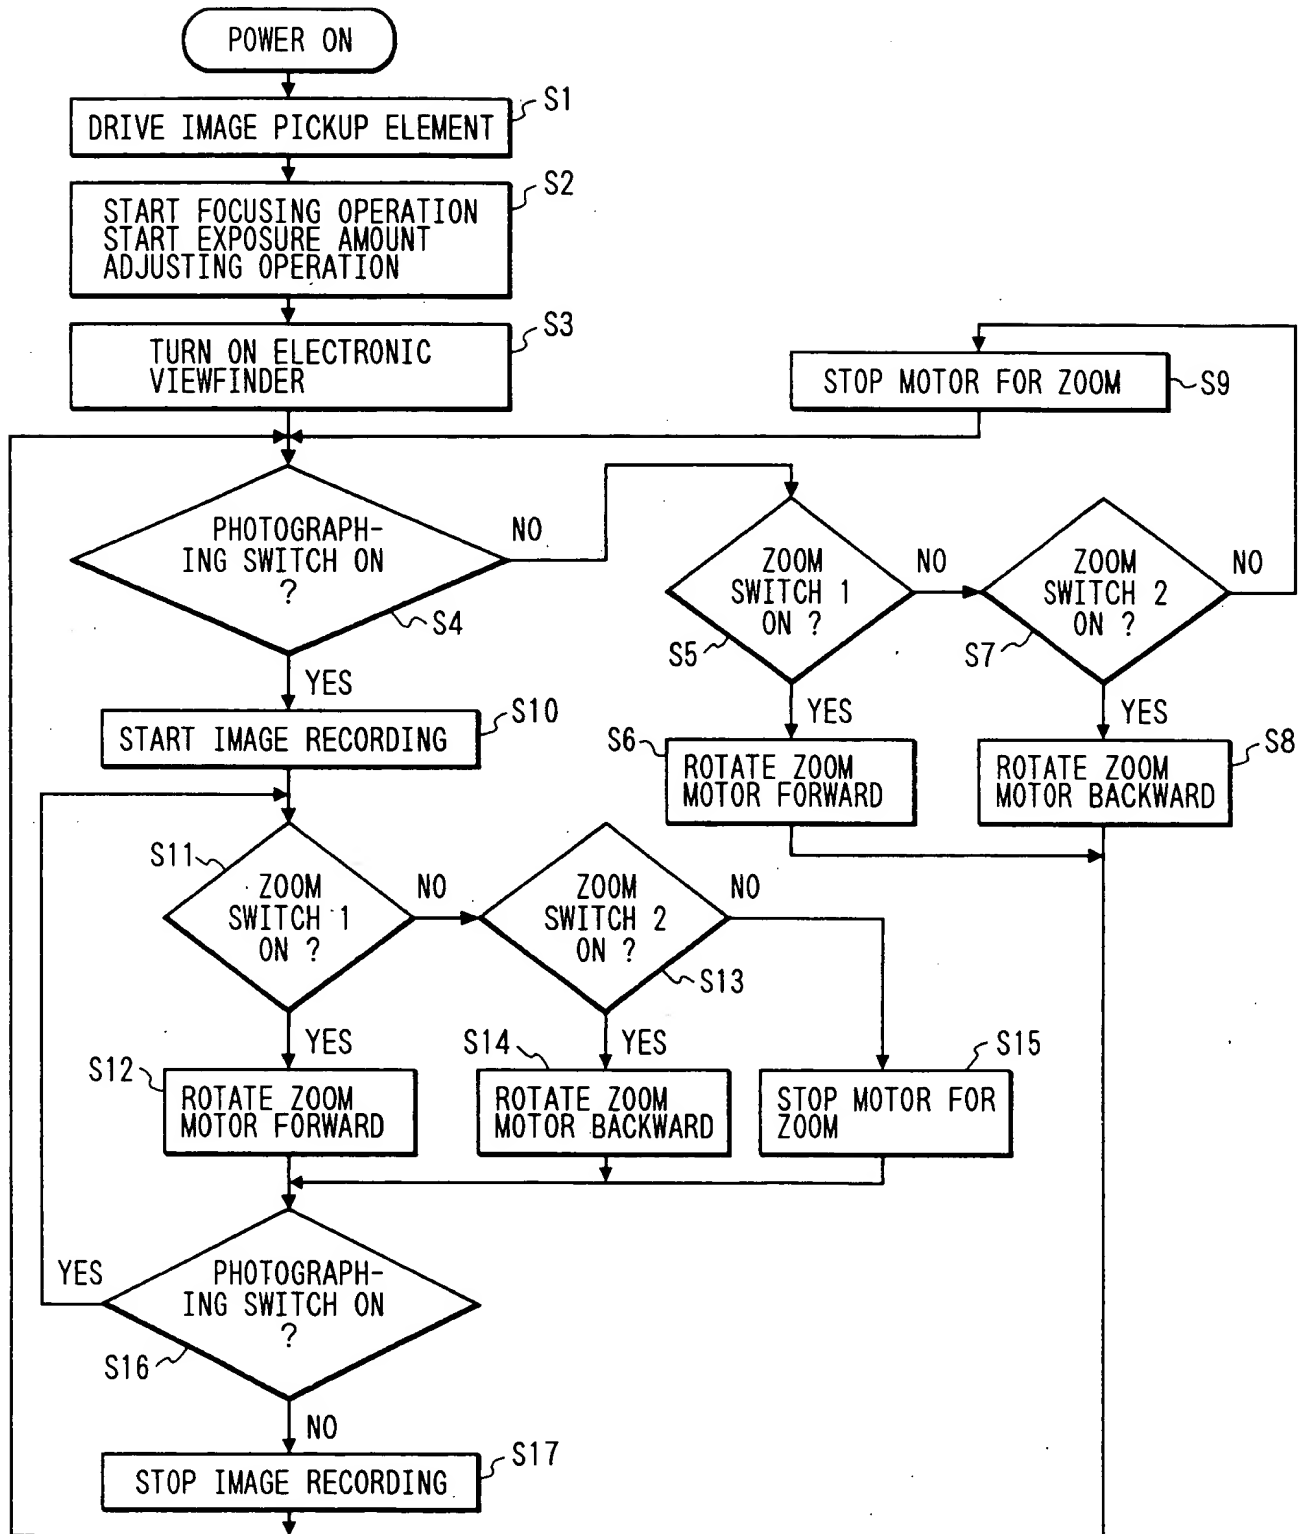 POWER ON
S1
DRIVE IMAGE PICKUP ELEMENT
S2
START FOCUSING OPERATION
START EXPOSURE AMOUNT
ADJUSTING OPERATION
S3
TURN ON ELECTRONIC
VIEWFINDER
STOP MOTOR FOR ZOOM
S9
PHOTOGRAPH-
ING SWITCH ON
?
NO
S4
YES
ZOOM
SWITCH 1
ON ?
NO
S5
YES
ZOOM
SWITCH 2
ON ?
NO
S7
YES
S6
ROTATE ZOOM
MOTOR FORWARD
S8
ROTATE ZOOM
MOTOR BACKWARD
S10
START IMAGE RECORDING
S11
ZOOM
SWITCH 1
ON ?
NO
YES
ZOOM
SWITCH 2
ON ?
NO
S13
YES
S12
ROTATE ZOOM
MOTOR FORWARD
S14
ROTATE ZOOM
MOTOR BACKWARD
S15
STOP MOTOR FOR
ZOOM
YES
PHOTOGRAPH-
ING SWITCH ON
?
S16
NO
S17
STOP IMAGE RECORDING